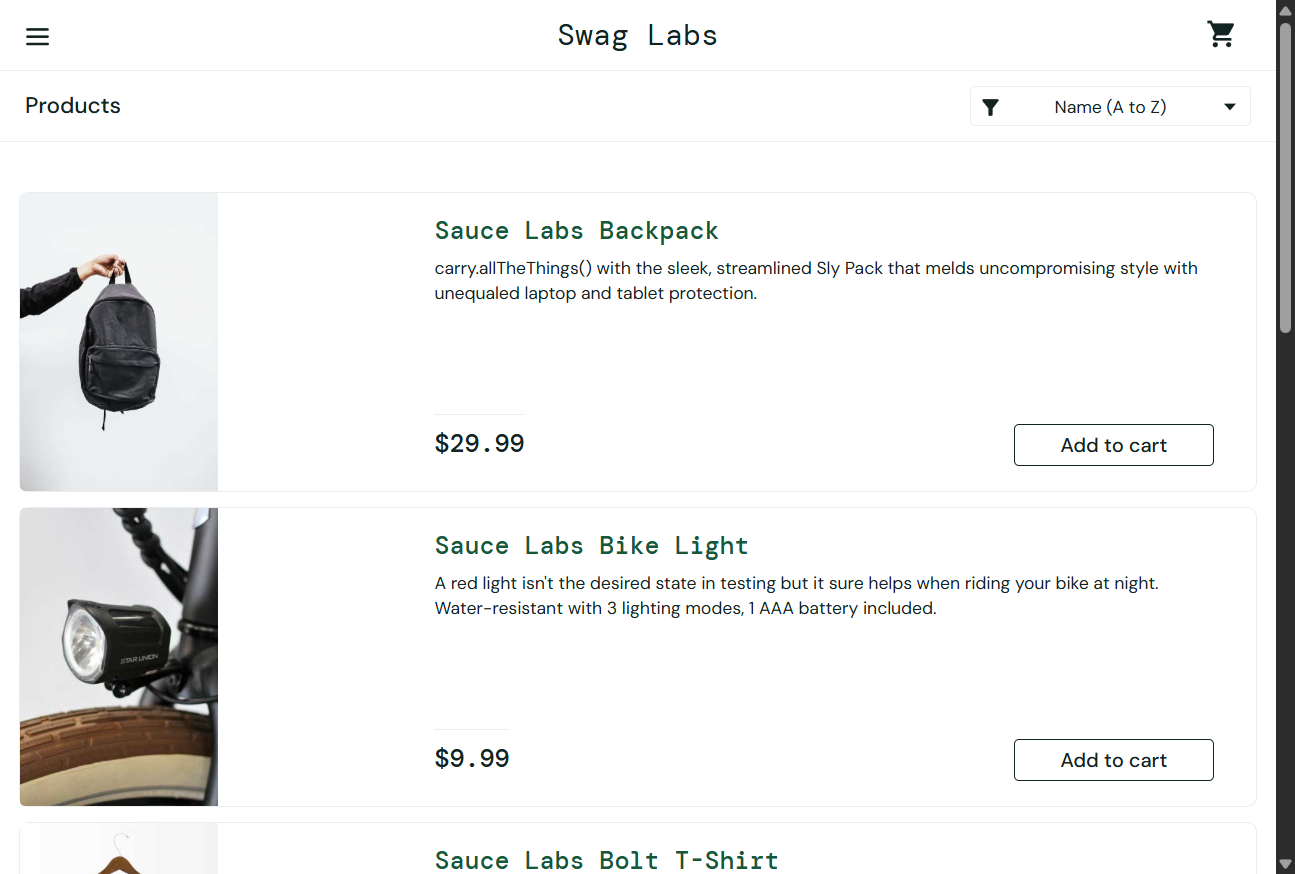 Swag Labs
Products
Name (A to Z)
Sauce Labs Backpack
carry.allTheThings() with the sleek, streamlined Sly Pack that melds uncompromising style with
unequaled laptop and tablet protection.
$29.99
Add to cart
Sauce Labs Bike Light
A red light isn't the desired state in testing but it sure helps when riding your bike at night.
Water-resistant with 3 lighting modes, 1 AAA battery included.
STAR UNION
$9.99
Add to cart
Sauce Labs Bolt T-Shirt